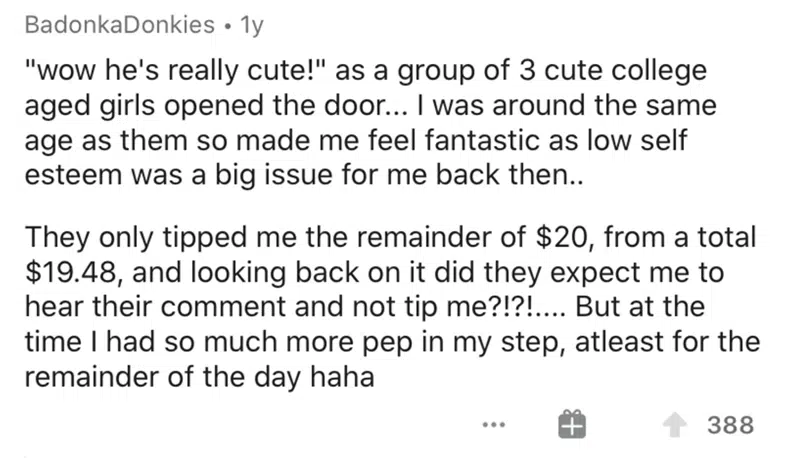 BadonkaDonkies • 1y
"wow he's really cute!" as a group of 3 cute college
aged girls opened the door... I was around the same
age as them so made me feel fantastic as low self
esteem was a big issue for me back then..
They only tipped me the remainder of $20, from a total
$19.48, and looking back on it did they expect me to
hear their comment and not tip me?!?!.... But at the
time I had so much more pep in my step, atleast for the
remainder of the day haha
388